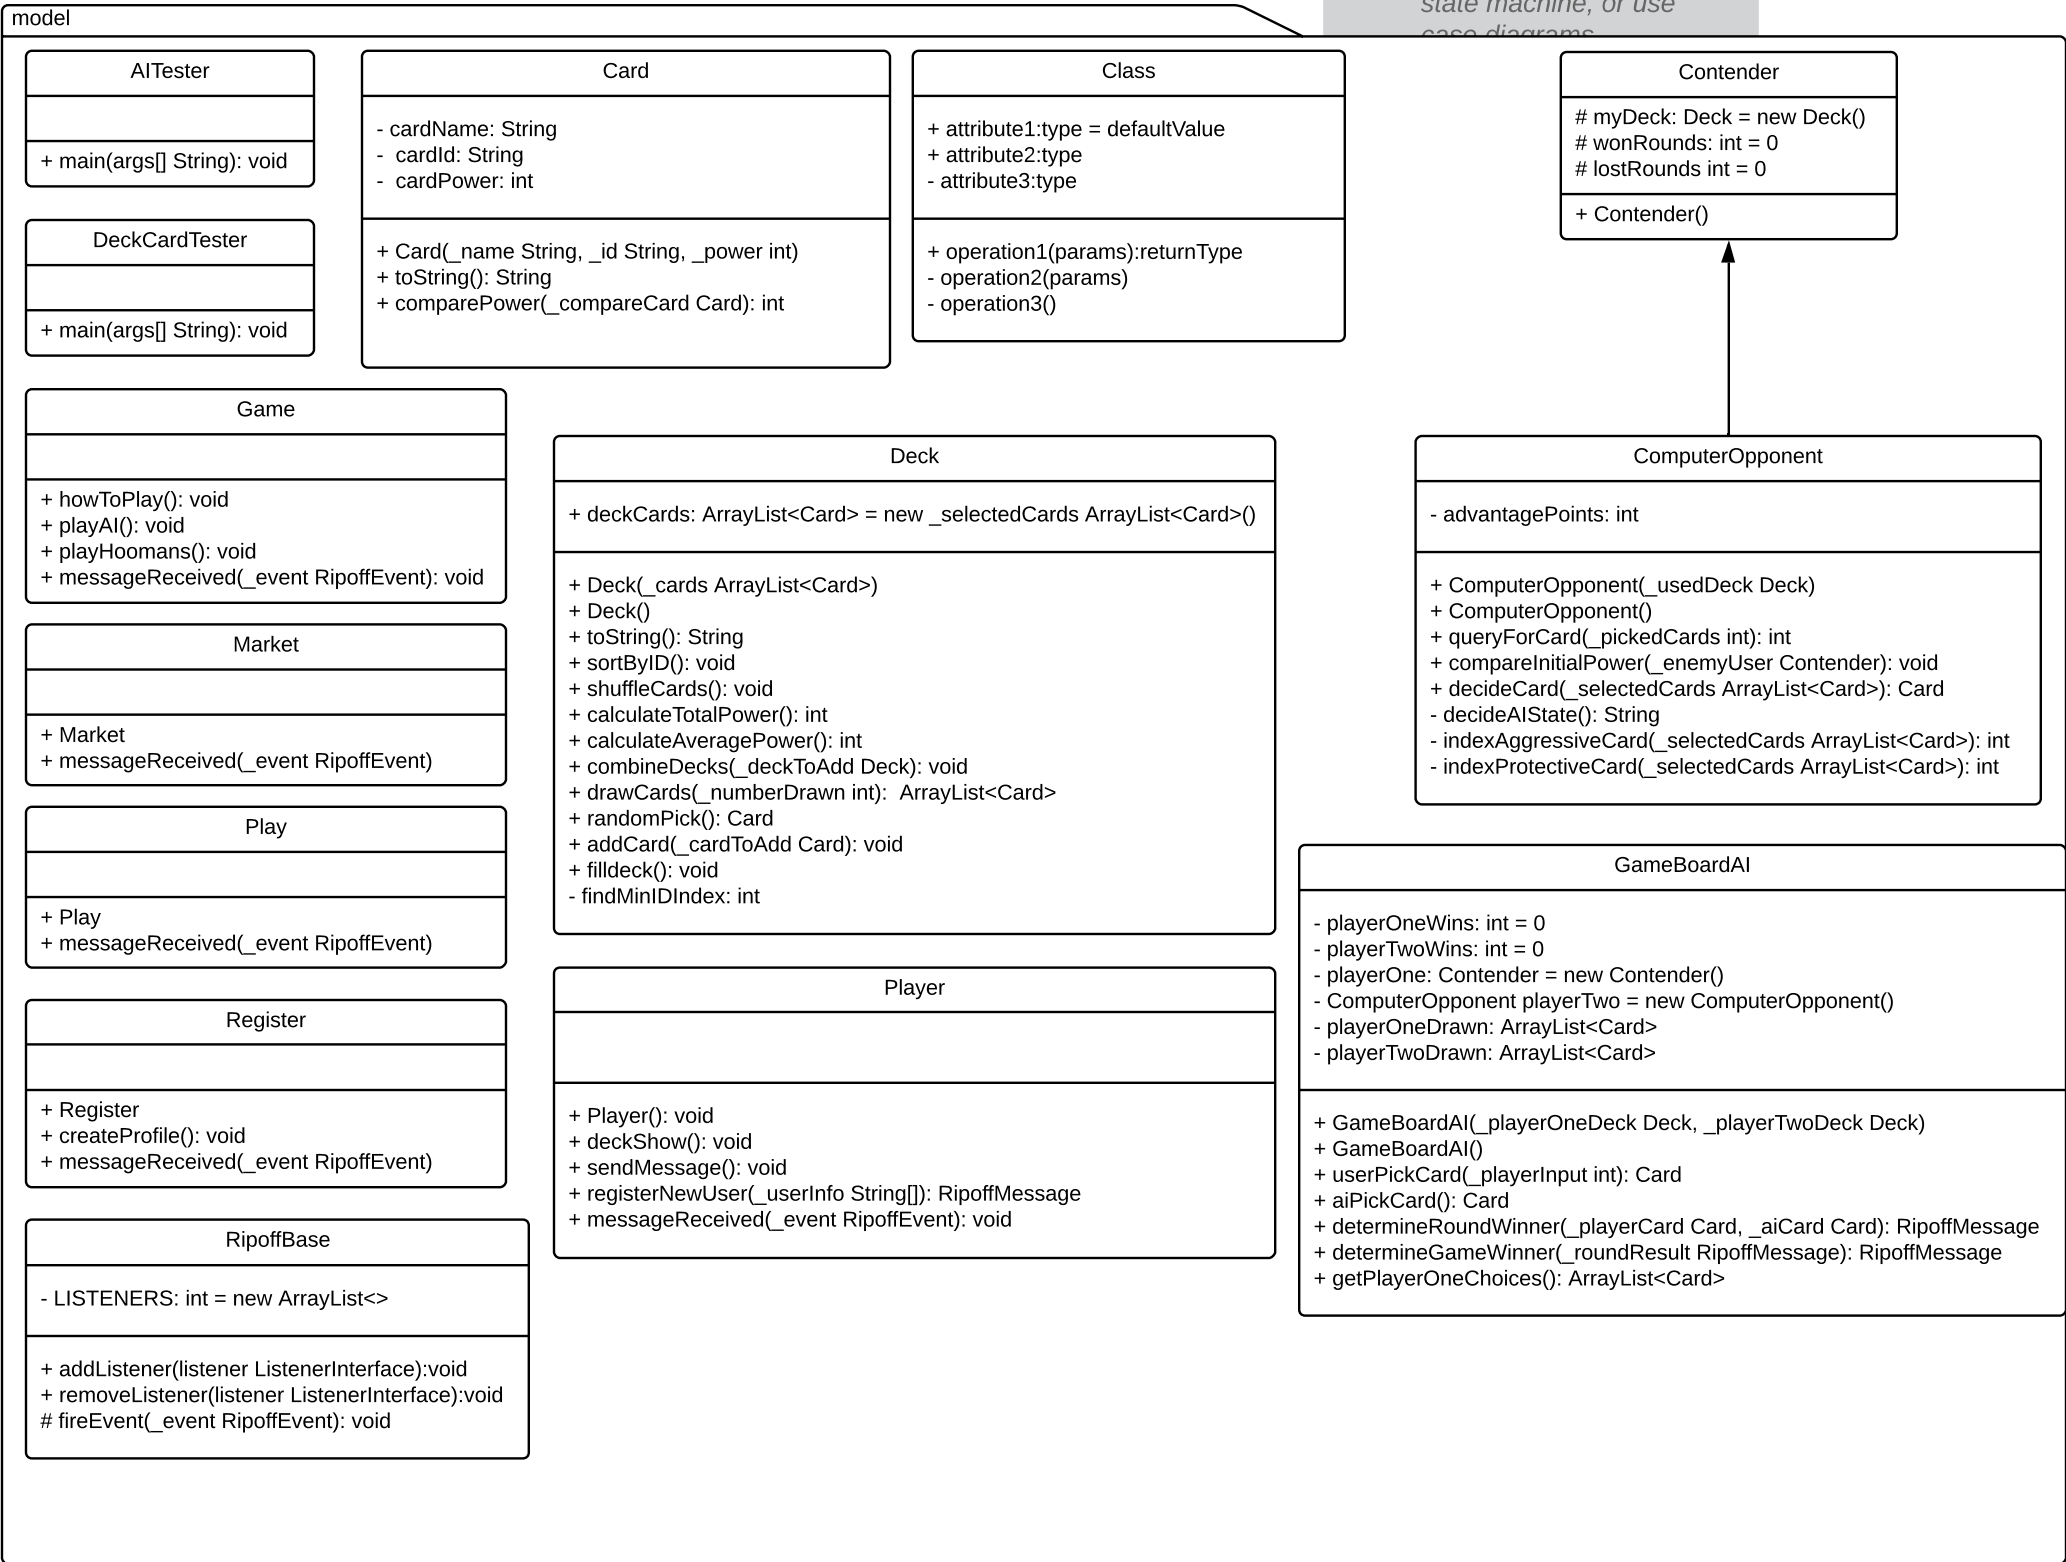 model
state machine, or use
case diagrams
AITester
+ main(args[] String): void
DeckCardTester
+ main(args[] String): void
Card
- cardName: String
-  cardId: String
-  cardPower: int
+ Card(_name String, _id String, _power int)
+ toString(): String
+ comparePower(_compareCard Card): int
Class
+ attribute1:type = defaultValue
+ attribute2:type
- attribute3:type
+ operation1(params):returnType
- operation2(params)
- operation3()
Contender
# myDeck: Deck = new Deck()
# wonRounds: int = 0
# lostRounds int = 0
+ Contender()
Game
+ howToPlay(): void
+ playAI(): void
+ playHoomans(): void
+ messageReceived(_event RipoffEvent): void
Market
+ Market
+ messageReceived(_event RipoffEvent)
Play
+ Play
+ messageReceived(_event RipoffEvent)
Register
+ Register
+ createProfile(): void
+ messageReceived(_event RipoffEvent)
RipoffBase
- LISTENERS: int = new ArrayList<>
+ addListener(listener ListenerInterface):void
+ removeListener(listener ListenerInterface):void
# fireEvent(_event RipoffEvent): void
Deck
+ deckCards: ArrayList<Card> = new _selectedCards ArrayList<Card>()
+ Deck(_cards ArrayList<Card>)
+ Deck()
+ toString(): String
+ sortByID(): void
+ shuffleCards(): void
+ calculateTotalPower(): int
+ calculateAveragePower(): int
+ combineDecks(_deckToAdd Deck): void
+ drawCards(_numberDrawn int):  ArrayList<Card>
+ randomPick(): Card
+ addCard(_cardToAdd Card): void
+ filldeck(): void
- findMinIDIndex: int
Player
+ Player(): void
+ deckShow(): void
+ sendMessage(): void
+ registerNewUser(_userInfo String[]): RipoffMessage
+ messageReceived(_event RipoffEvent): void
ComputerOpponent
- advantagePoints: int
+ ComputerOpponent(_usedDeck Deck)
+ ComputerOpponent()
+ queryForCard(_pickedCards int): int
+ compareInitialPower(_enemyUser Contender): void
+ decideCard(_selectedCards ArrayList<Card>): Card
- decideAIState(): String
- indexAggressiveCard(_selectedCards ArrayList<Card>): int
- indexProtectiveCard(_selectedCards ArrayList<Card>): int
GameBoardAI
- playerOneWins: int = 0
- playerTwoWins: int = 0
- playerOne: Contender = new Contender()
- ComputerOpponent playerTwo = new ComputerOpponent()
- playerOneDrawn: ArrayList<Card>
- playerTwoDrawn: ArrayList<Card>
+ GameBoardAI(_playerOneDeck Deck, _playerTwoDeck Deck)
+ GameBoardAI()
+ userPickCard(_playerInput int): Card
+ aiPickCard(): Card
+ determineRoundWinner(_playerCard Card, _aiCard Card): RipoffMessage
+ determineGameWinner(_roundResult RipoffMessage): RipoffMessage
+ getPlayerOneChoices(): ArrayList<Card>